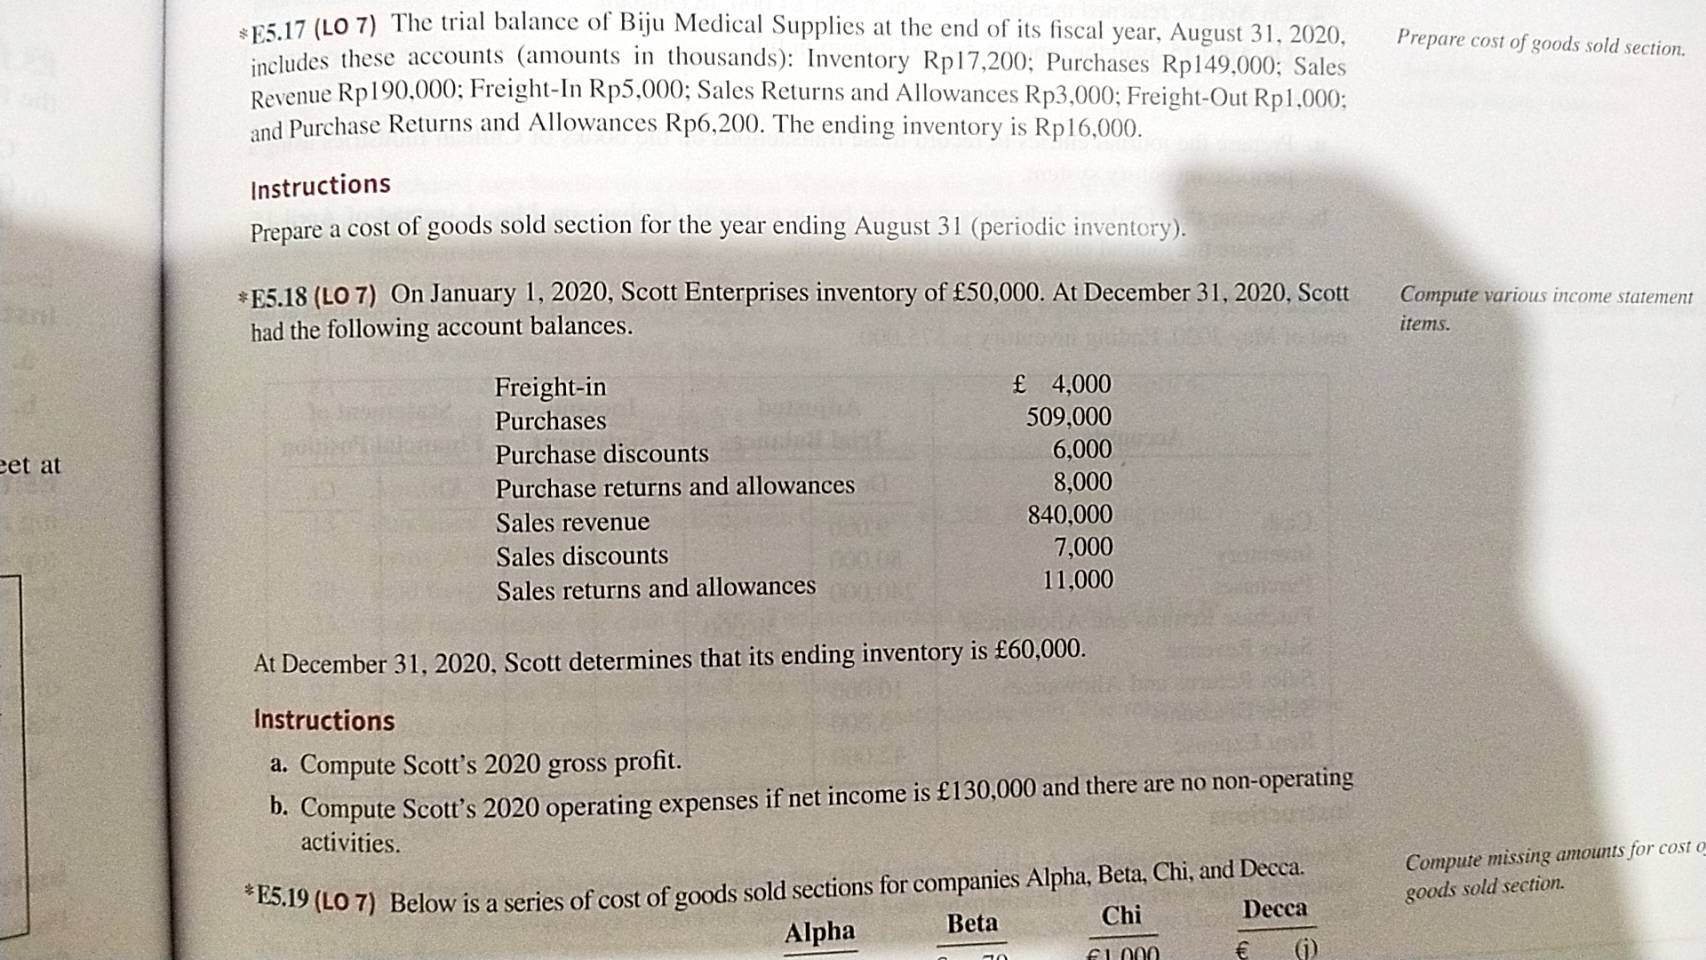 *E5.17 (LO 7) The trial balance of Biju Medical Supplies at the end of its fiscal year, August 31, 2020,
includes these accounts (amounts in thousands): Inventory Rp17,200; Purchases Rp149,000; Sales
Revenue Rp190,000; Freight-In Rp5,000; Sales Returns and Allowances Rp3,000; Freight-Out Rp1,000;
and Purchase Returns and Allowances Rp6,200. The ending inventory is Rp16,000.
Prepare cost of goods sold section.
Instructions
Prepare a cost of goods sold section for the year ending August 31 (periodic inventory).
*E5.18 (LO 7) On January 1, 2020, Scott Enterprises inventory of £50,000. At December 31, 2020, Scott
had the following account balances.
Compute various income statement
items.
Freight-in £ 4,000
Purchases 509,000
Purchase discounts 6,000
Purchase returns and allowances 8,000
Sales revenue 840,000
Sales discounts 7,000
Sales returns and allowances 11,000
eet at
At December 31, 2020, Scott determines that its ending inventory is £60,000.
Instructions
a. Compute Scott's 2020 gross profit.
b. Compute Scott's 2020 operating expenses if net income is £130,000 and there are no non-operating
activities.
*E5.19 (LO 7) Below is a series of cost of goods sold sections for companies Alpha, Beta, Chi, and Decca.
Compute missing amounts for cost o
goods sold section.
Alpha Beta Chi Decca
€1,000 € (j)